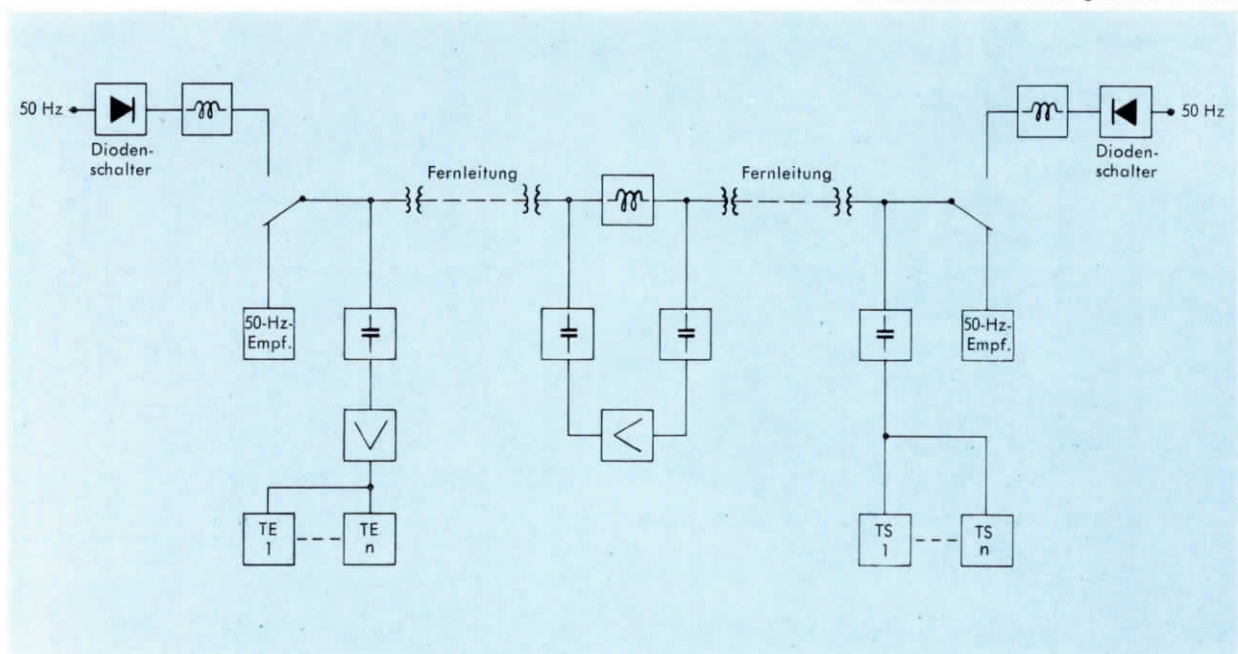 50 Hz
Dioden-
schalter
Fernleitung
Fernleitung
Dioden-
schalter
50 Hz
50-Hz-
Empf.
50-Hz-
Empf.
TE
1
TE
n
TS
1
TS
n